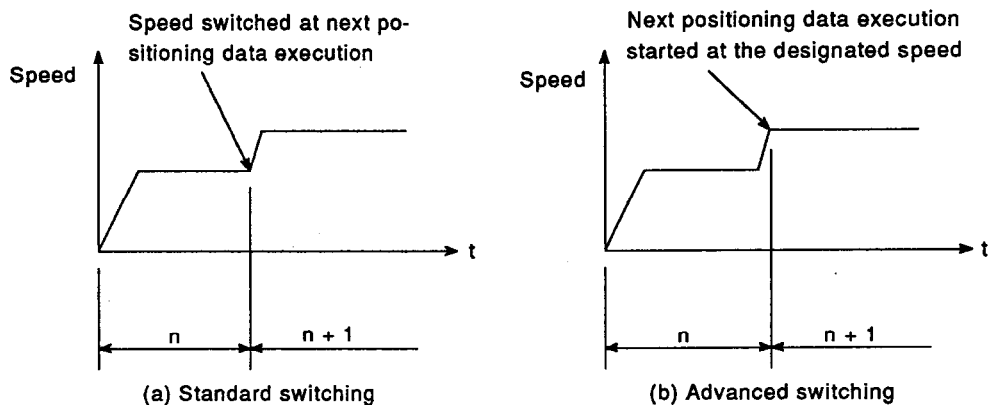 Speed switched at next po-
sitioning data execution
Speed
t
n
n + 1
(a) Standard switching
Next positioning data execution
started at the designated speed
Speed
t
n
n + 1
(b) Advanced switching